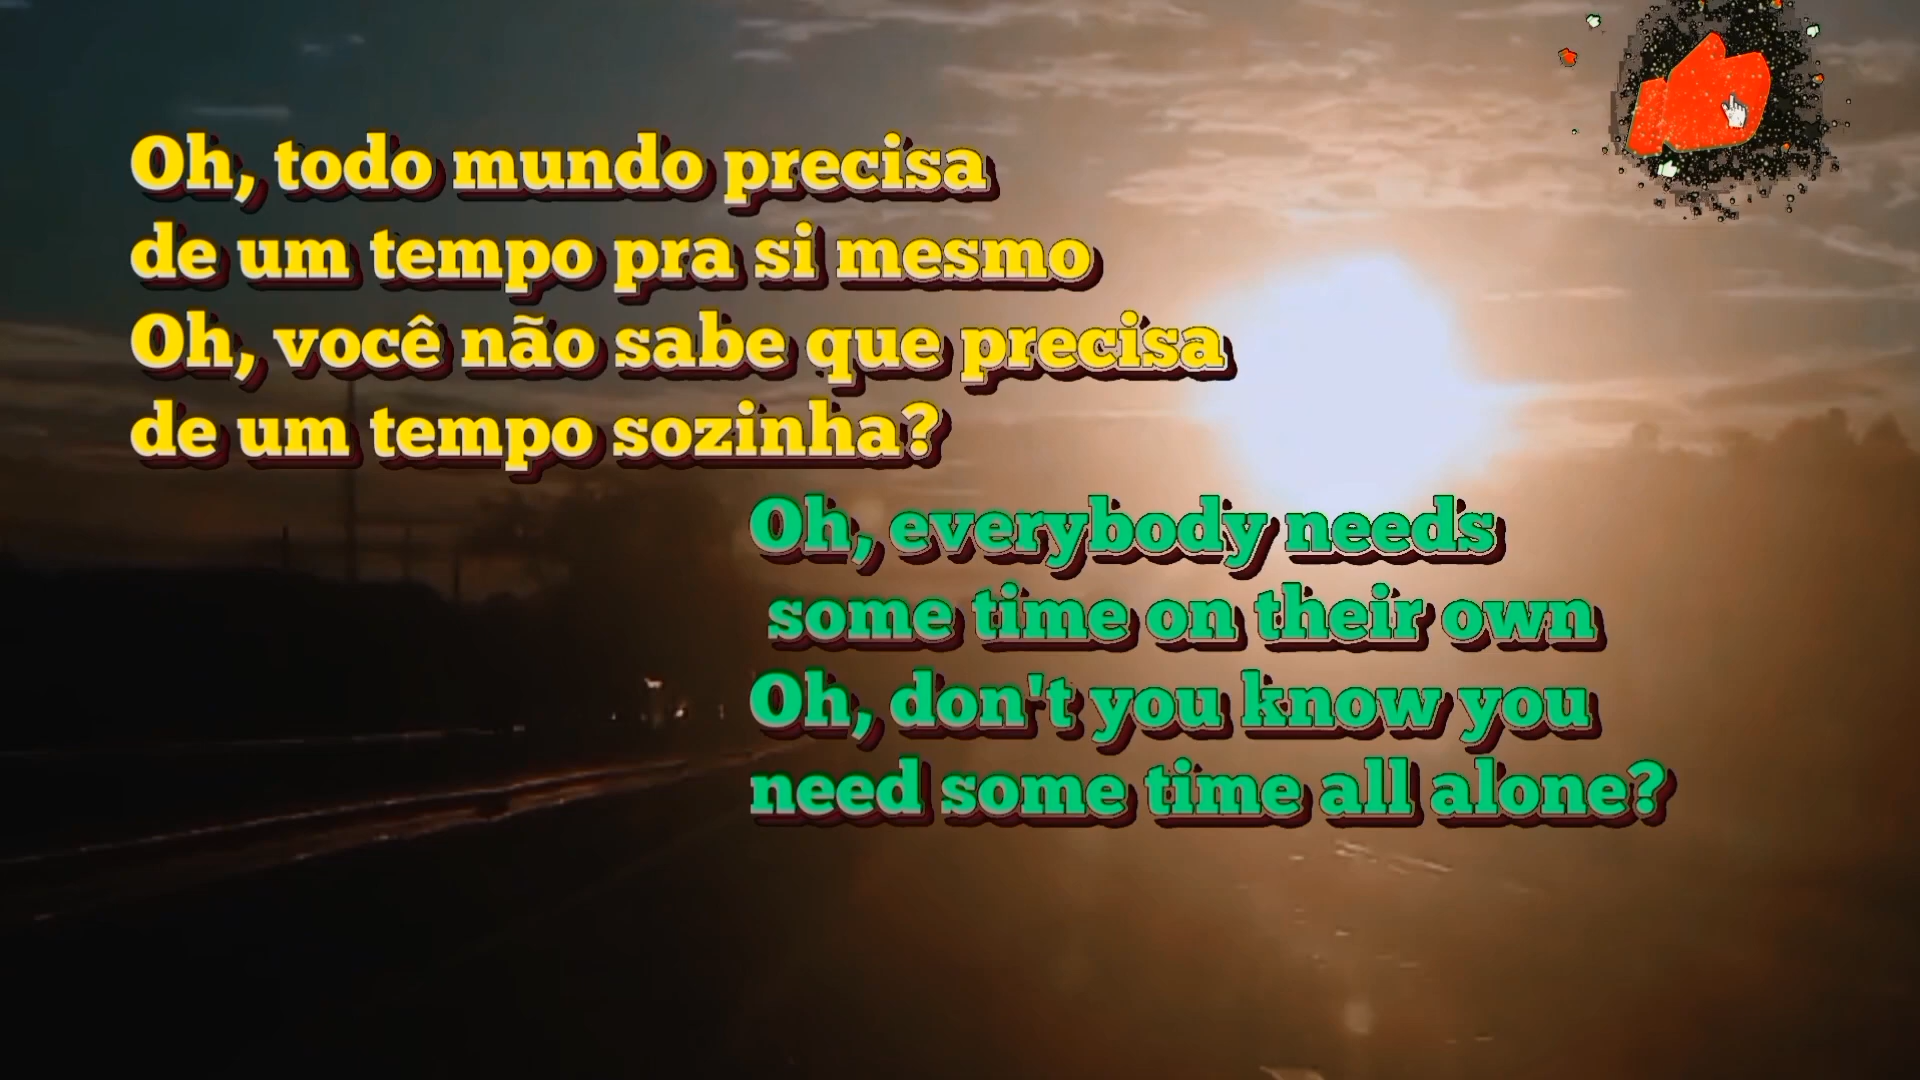 Oh, todo mundo precisa
de um tempo pra si mesmo
Oh, você não sabe que precisa
de um tempo sozinha?
Oh, everybody needs
some time on their own
Oh, don't you know you
need some time all alone?